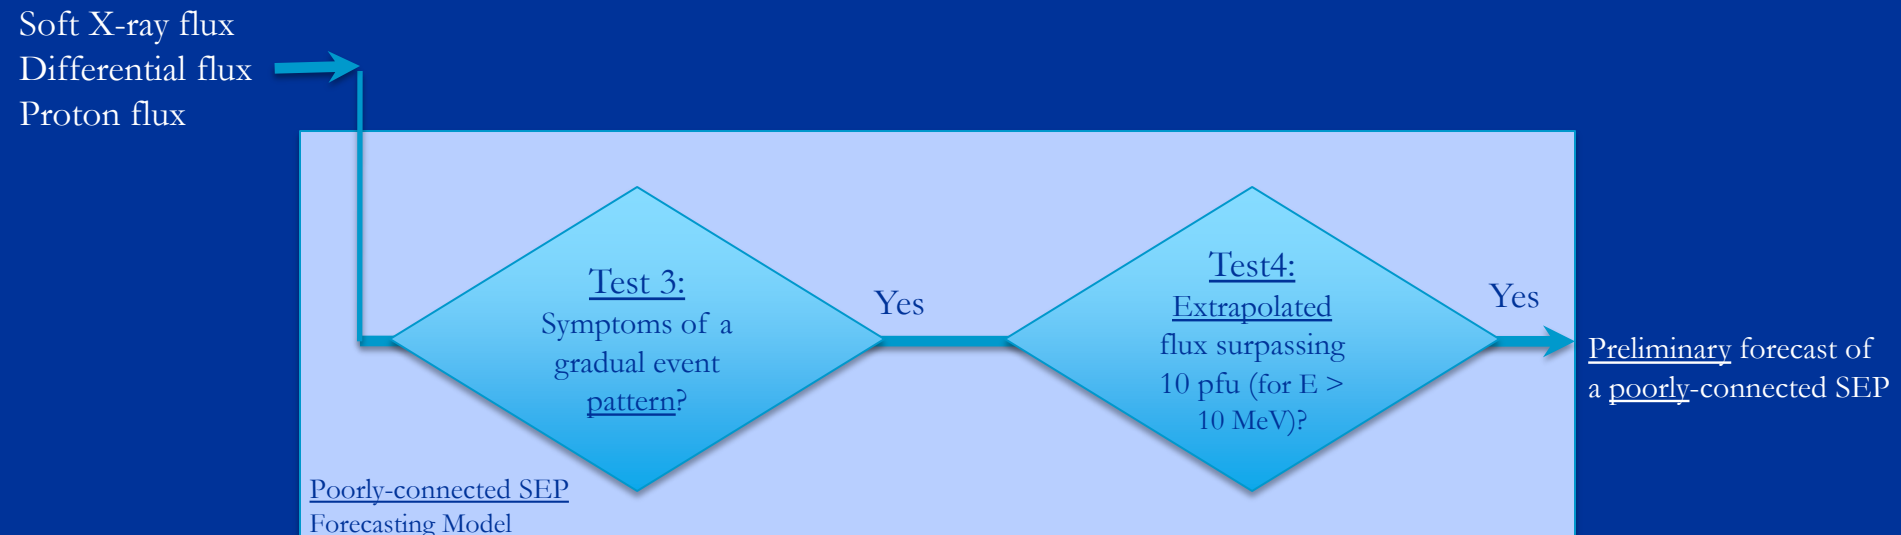 Soft X-ray flux
Differential flux
Proton flux
Test 3:
Symptoms of a
gradual event
pattern?
Yes
Test4:
Extrapolated
flux surpassing
10 pfu (for E >
10 MeV)?
Yes
Preliminary forecast of
a poorly-connected SEP
Poorly-connected SEP
Forecasting Model